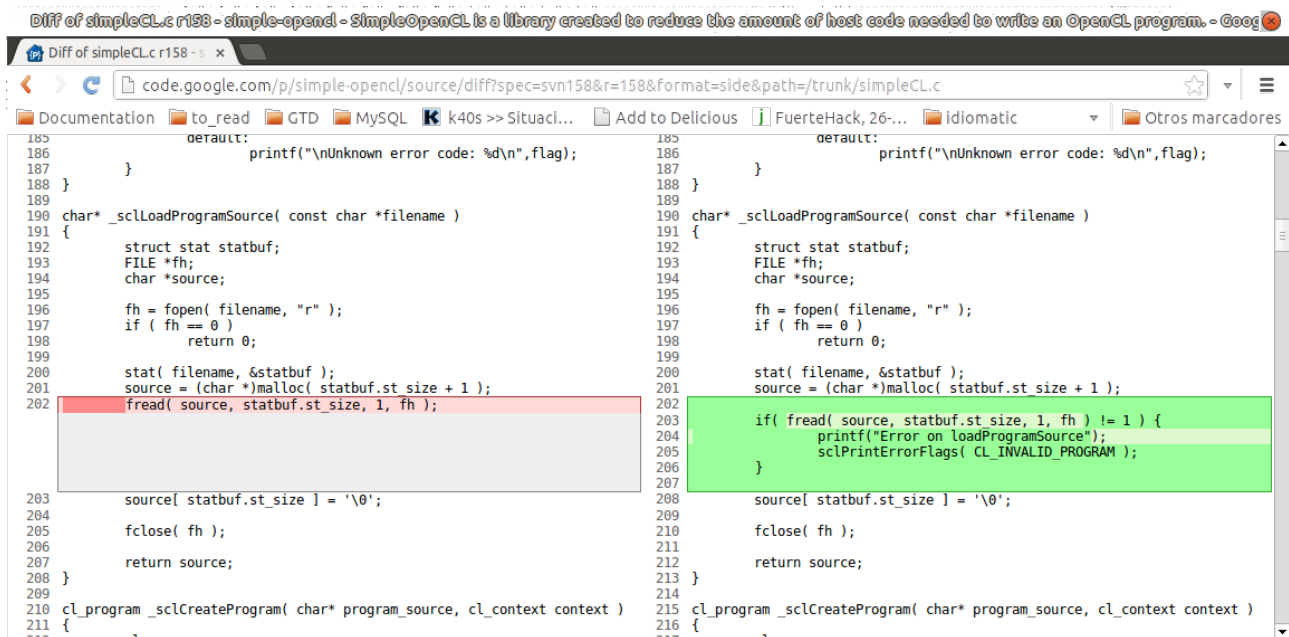 Diff of simpleCL.c r158 - simple-opencl - SimpleOpenCL is a library created to reduce the amount of host code needed to write an OpenCL program. - Goog
Diff of simpleCL.c r158 - s
code.google.com/p/simple-opencl/source/diff?spec=svn158&r=158&format=side&path=/trunk/simpleCL.c
Documentation to_read GTD MySQL K k40s >> Situaci... Add to Delicious j FuerteHack, 26-... idiomatic Otros marcadores
185 default:
186 printf("\nUnknown error code: %d\n",flag);
187 }
188 }
189
190 char* _sclLoadProgramSource( const char *filename )
191 {
192 struct stat statbuf;
193 FILE *fh;
194 char *source;
195
196 fh = fopen( filename, "r" );
197 if ( fh == 0 )
198 return 0;
199
200 stat( filename, &statbuf );
201 source = (char *)malloc( statbuf.st_size + 1 );
202 fread( source, statbuf.st_size, 1, fh );
203 source[ statbuf.st_size ] = '\0';
204
205 fclose( fh );
206
207 return source;
208 }
209
210 cl_program _sclCreateProgram( char* program_source, cl_context context )
211 {
185 default:
186 printf("\nUnknown error code: %d\n",flag);
187 }
188 }
189
190 char* _sclLoadProgramSource( const char *filename )
191 {
192 struct stat statbuf;
193 FILE *fh;
194 char *source;
195
196 fh = fopen( filename, "r" );
197 if ( fh == 0 )
198 return 0;
199
200 stat( filename, &statbuf );
201 source = (char *)malloc( statbuf.st_size + 1 );
202
203 if( fread( source, statbuf.st_size, 1, fh ) != 1 ) {
204 printf("Error on loadProgramSource");
205 sclPrintErrorFlags( CL_INVALID_PROGRAM );
206 }
207
208 source[ statbuf.st_size ] = '\0';
209
210 fclose( fh );
211
212 return source;
213 }
214
215 cl_program _sclCreateProgram( char* program_source, cl_context context )
216 {